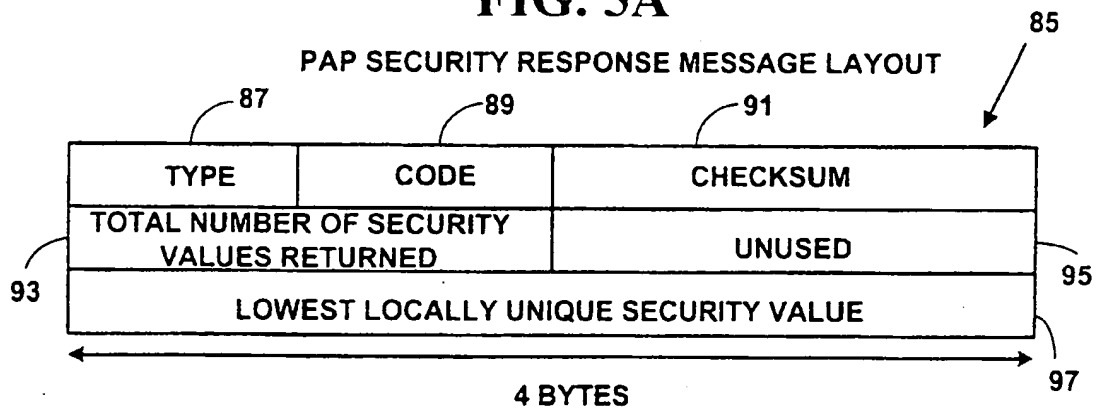 FIG. 5A
85
PAP SECURITY RESPONSE MESSAGE LAYOUT
87 89 91
TYPE CODE CHECKSUM
TOTAL NUMBER OF SECURITY
VALUES RETURNED UNUSED
93 95
LOWEST LOCALLY UNIQUE SECURITY VALUE
97
4 BYTES